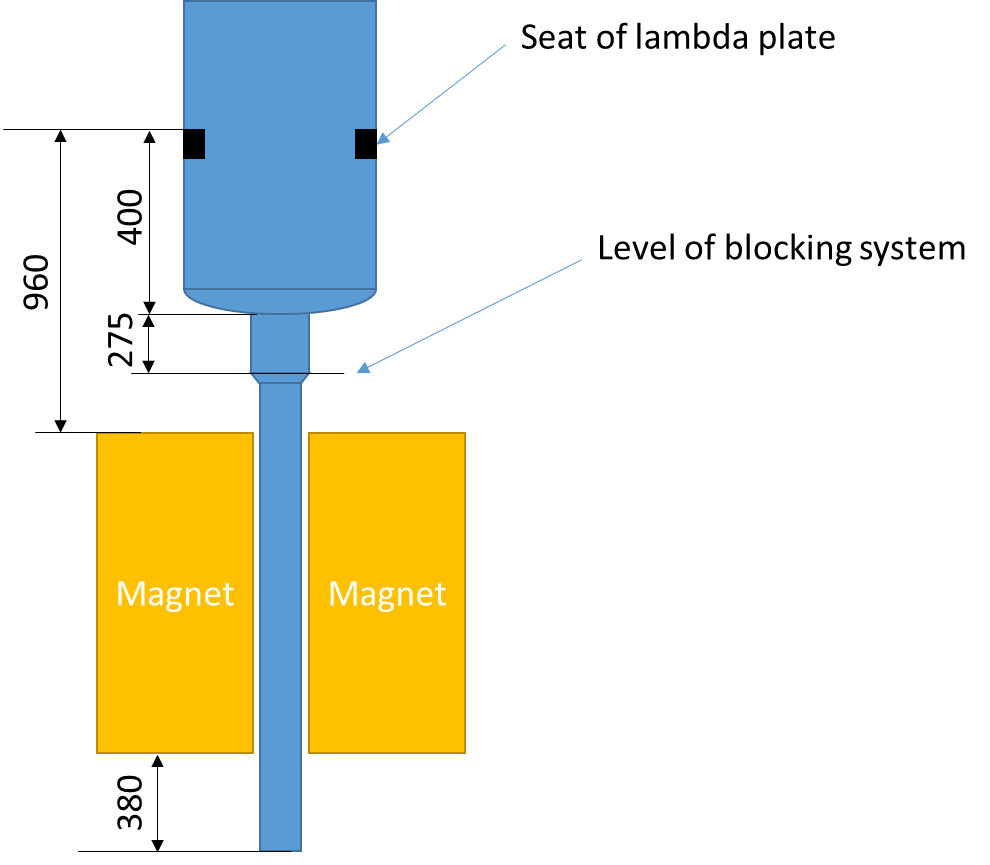 Seat of lambda plate
400
960
Level of blocking system
275
Magnet
Magnet
380